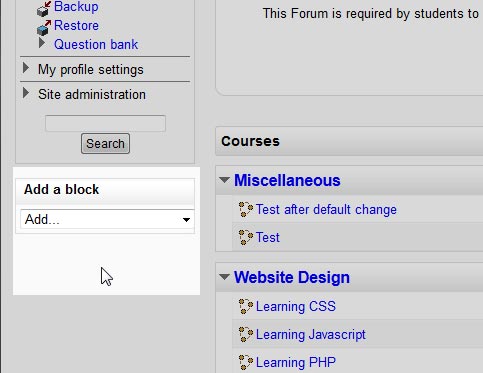 Backup
Restore
Question bank
My profile settings
Site administration
Search
Add a block
Add...
This Forum is required by students to
Courses
Miscellaneous
Test after default change
Test
Website Design
Learning CSS
Learning Javascript
Learning PHP